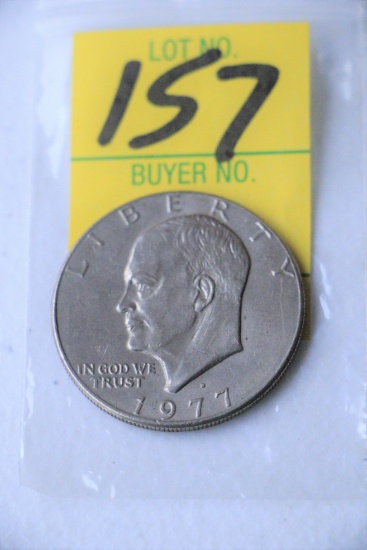 LOT NO.
157
BUYER NO.
LIBERTY
IN GOD WE
TRUST
1977